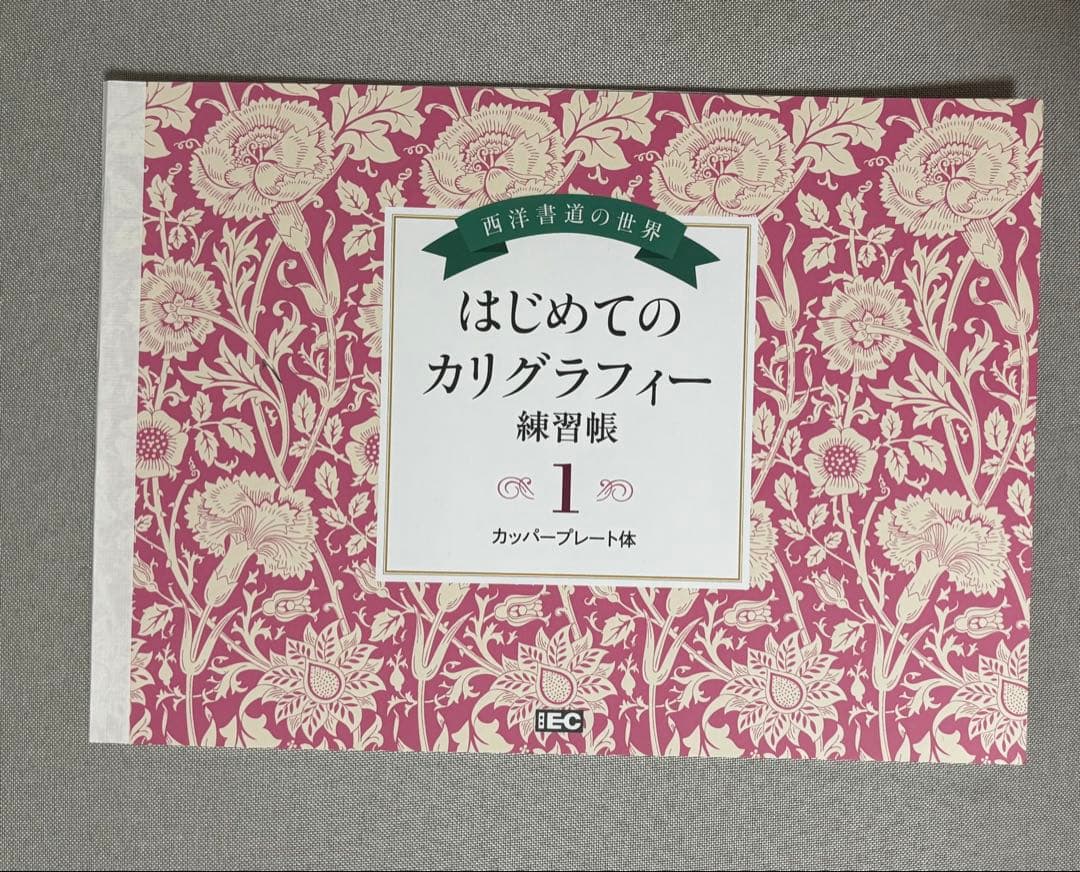 西洋書道の世界
はじめての
カリグラフィー
練習帳
1
カッパープレート体
IEC